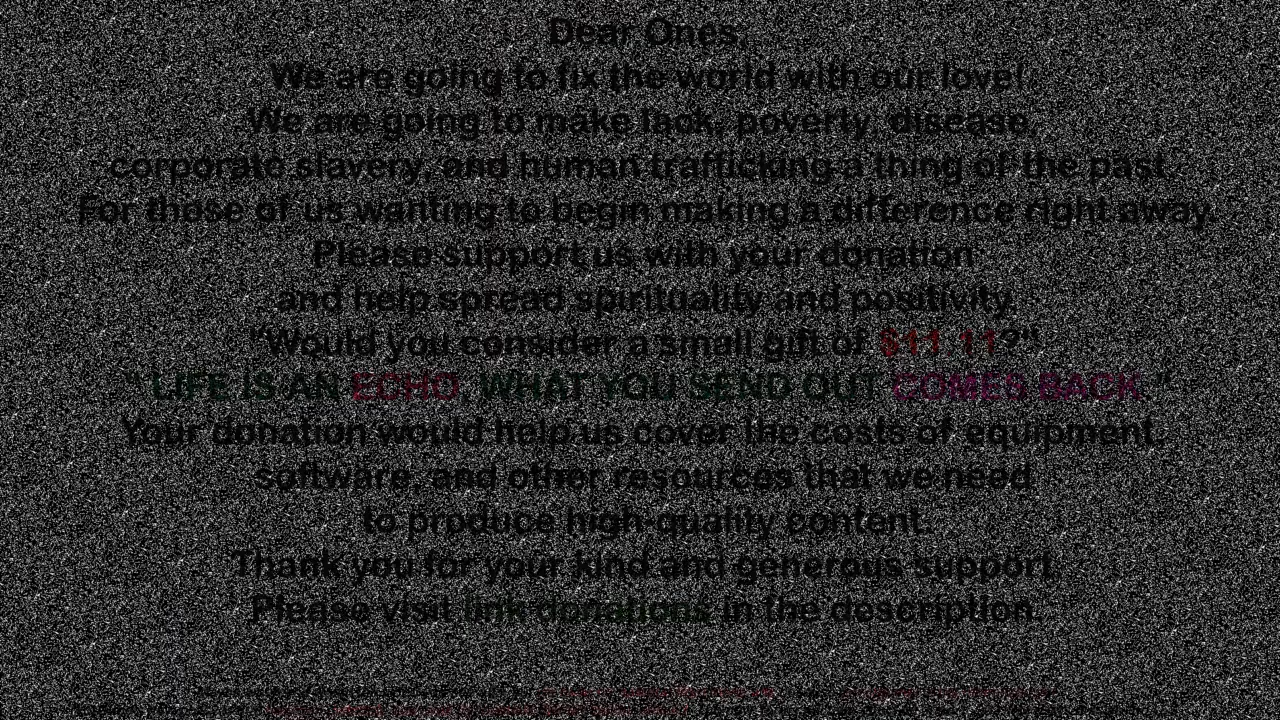 Dear Ones,
We are going to fix the world with our love!
We are going to make lack, poverty, disease,
corporate slavery, and human trafficking a thing of the past.
For those of us wanting to begin making a difference right away.
Please support us with your donation
and help spread spirituality and positivity.
"Would you consider a small gift of $11.11?"
" LIFE IS AN ECHO, WHAT YOU SEND OUT COMES BACK "
Your donation would help us cover the costs of equipment,
software, and other resources that we need
to produce high-quality content.
Thank you for your kind and generous support.
Please visit link donations in the description.